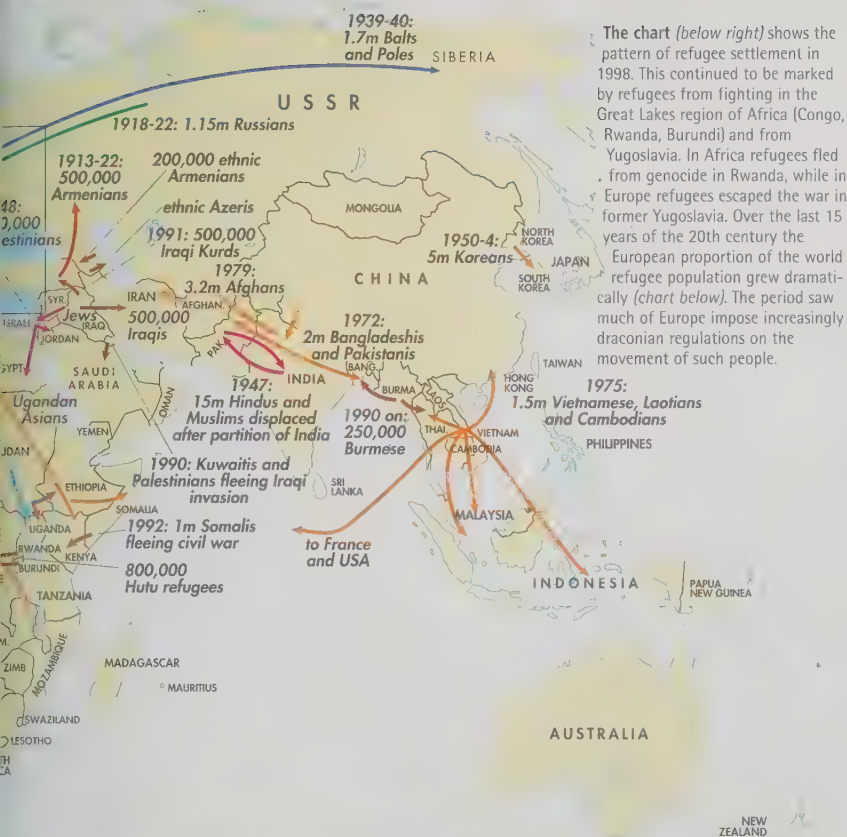 1939-40:
1.7m Balts
and Poles
SIBERIA
USSR
1918-22: 1.15m Russians
1913-22:
500,000
Armenians
200,000 ethnic
Armenians
ethnic Azeris
1991: 500,000
Iraqi Kurds
1979:
3.2m Afghans
MONGOLIA
CHINA
1950-4:
5m Koreans
NORTH
KOREA
SOUTH
KOREA
JAPAN
SYR.
Jews
IRAQ
ISRAEL
JORDAN
IRAN
500,000
Iraqis
AFGHAN.
PAK.
INDIA
1947:
15m Hindus and
Muslims displaced
after partition of India
1972:
2m Bangladeshis
and Pakistanis
BANG.
BURMA
LAOS
1990 on:
250,000
Burmese
THAI.
VIETNAM
CAMBODIA
HONG
KONG
TAIWAN
1975:
1.5m Vietnamese, Laotians
and Cambodians
PHILIPPINES
SAUDI
ARABIA
OMAN
YEMEN
Ugandan
Asians
1990: Kuwaitis and
Palestinians fleeing Iraqi
invasion
SRI
LANKA
ETHIOPIA
SOMALIA
UGANDA
RWANDA
BURUNDI
KENYA
1992: 1m Somalis
fleeing civil war
800,000
Hutu refugees
TANZANIA
to France
and USA
MALAYSIA
INDONESIA
PAPUA
NEW GUINEA
ZIMB
MOZAMBIQUE
MADAGASCAR
MAURITIUS
SWAZILAND
LESOTHO
AUSTRALIA
NEW
ZEALAND
The chart (below right) shows the
pattern of refugee settlement in
1998. This continued to be marked
by refugees from fighting in the
Great Lakes region of Africa (Congo,
Rwanda, Burundi) and from
Yugoslavia. In Africa refugees fled
from genocide in Rwanda, while in
Europe refugees escaped the war in
former Yugoslavia. Over the last 15
years of the 20th century the
European proportion of the world
refugee population grew dramati-
cally (chart below). The period saw
much of Europe impose increasingly
draconian regulations on the
movement of such people.